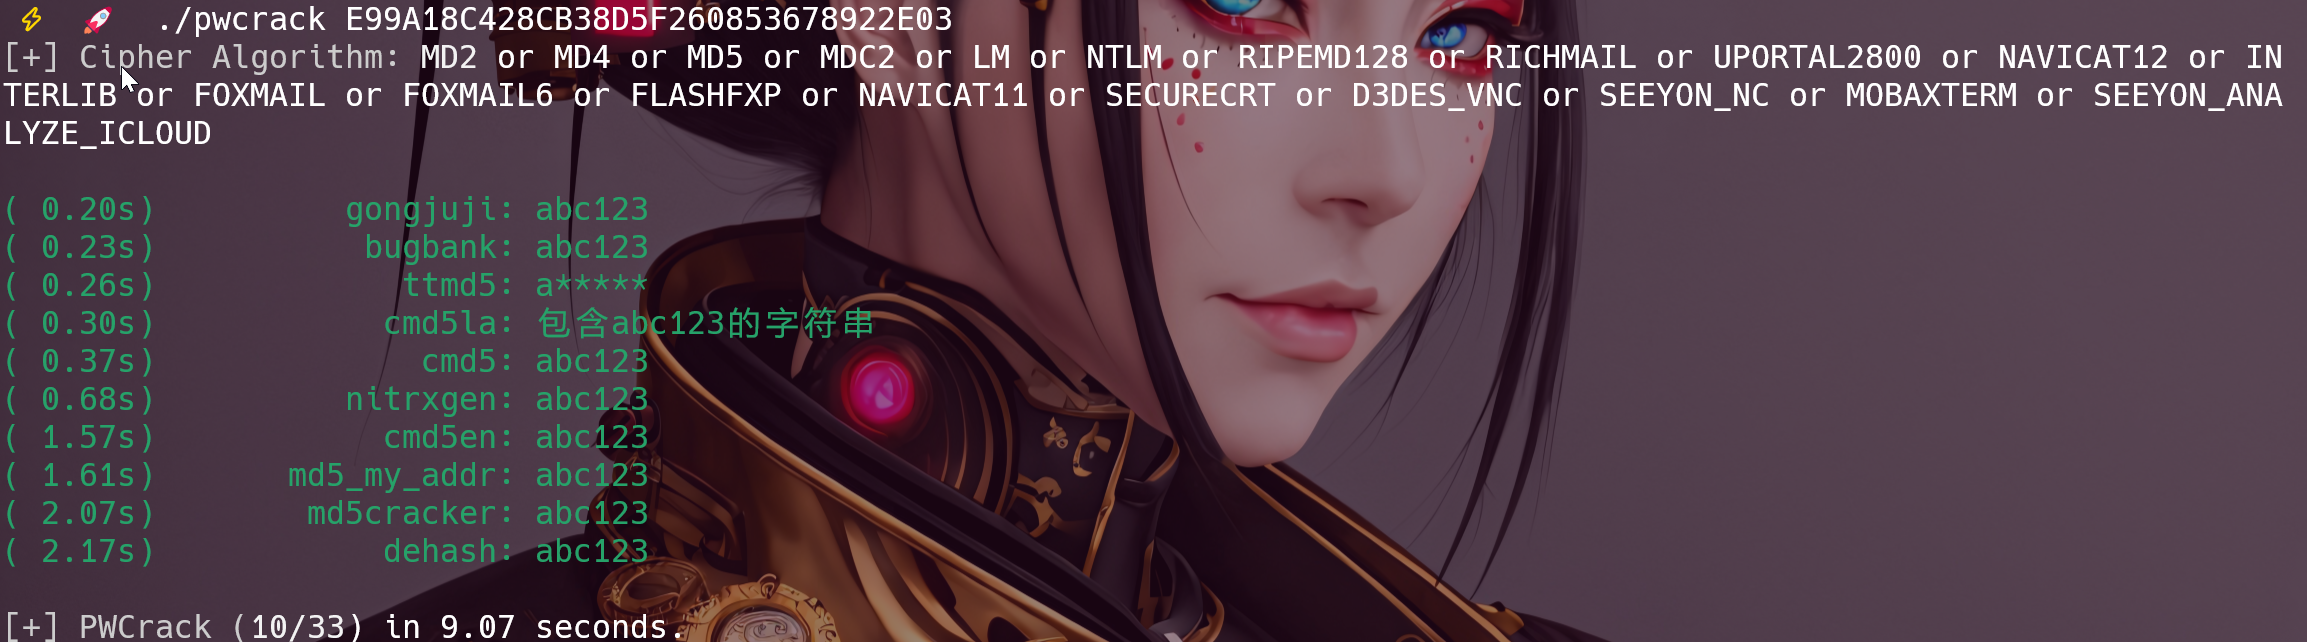 ⚡ 🚀 ./pwcrack E99A18C428CB38D5F260853678922E03
[+] Cipher Algorithm: MD2 or MD4 or MD5 or MDC2 or LM or NTLM or RIPEMD128 or RICHMAIL or UPORTAL2800 or NAVICAT12 or IN
TERLIB or FOXMAIL or FOXMAIL6 or FLASHFXP or NAVICAT11 or SECURECRT or D3DES_VNC or SEEYON_NC or MOBAXTERM or SEEYON_ANA
LYZE_ICLOUD
( 0.20s) gongjuji: abc123
( 0.23s) bugbank: abc123
( 0.26s) ttmd5: a*****
( 0.30s) cmd5la: 包含abc123的字符串
( 0.37s) cmd5: abc123
( 0.68s) nitrxgen: abc123
( 1.57s) cmd5en: abc123
( 1.61s) md5_my_addr: abc123
( 2.07s) md5cracker: abc123
( 2.17s) dehash: abc123
[+] PWCrack (10/33) in 9.07 seconds.